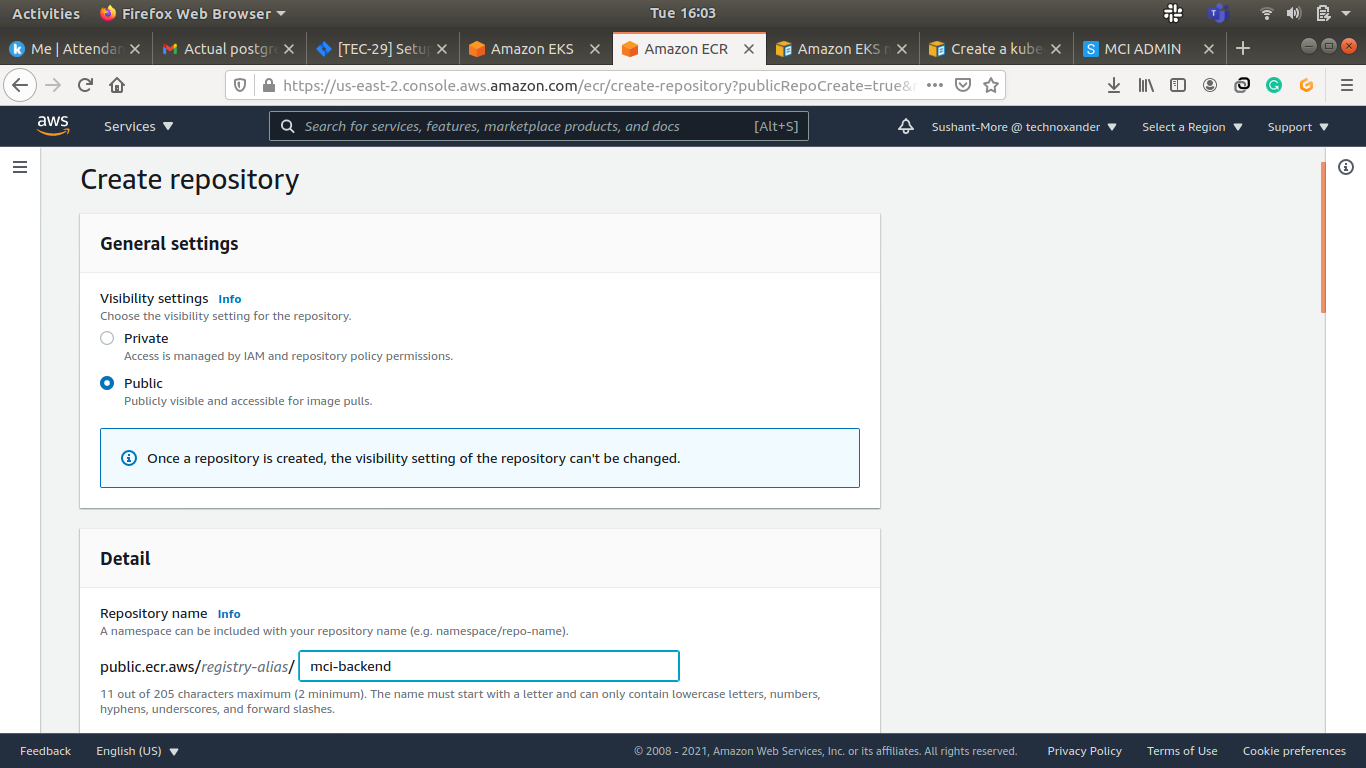 Activities Firefox Web Browser Tue 16:03
Me | Attendan
Actual postgre
[TEC-29] Setu
Amazon EKS
Amazon ECR
Amazon EKS n
Create a kube
S MCI ADMIN
https://us-east-2.console.aws.amazon.com/ecr/create-repository?publicRepoCreate=true&r
aws Services Search for services, features, marketplace products, and docs [Alt+S] Sushant-More @ technoxander Select a Region Support
Create repository
General settings
Visibility settings Info
Choose the visibility setting for the repository.
Private
Access is managed by IAM and repository policy permissions.
Public
Publicly visible and accessible for image pulls.
Once a repository is created, the visibility setting of the repository can't be changed.
Detail
Repository name Info
A namespace can be included with your repository name (e.g. namespace/repo-name).
public.ecr.aws/registry-alias/ mci-backend
11 out of 205 characters maximum (2 minimum). The name must start with a letter and can only contain lowercase letters, numbers,
hyphens, underscores, and forward slashes.
Feedback English (US) © 2008 - 2021, Amazon Web Services, Inc. or its affiliates. All rights reserved. Privacy Policy Terms of Use Cookie preferences